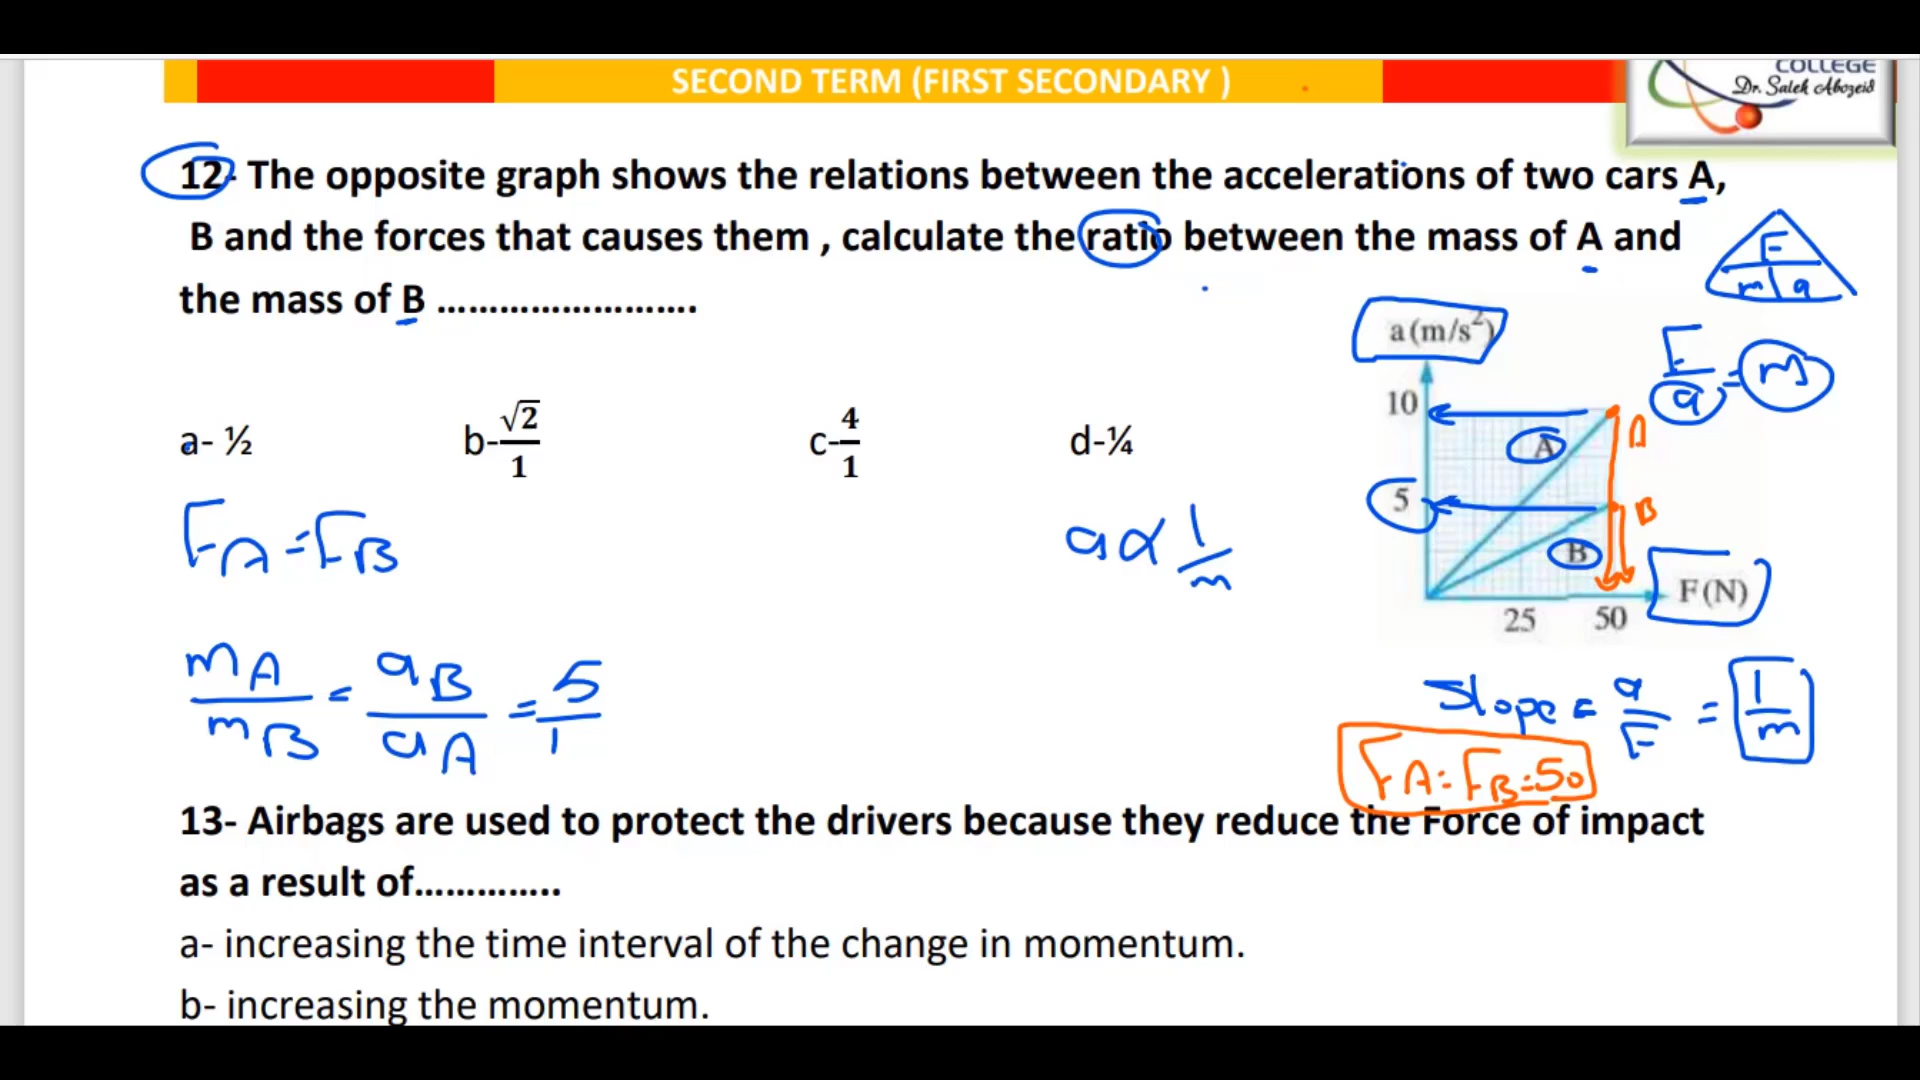 COLLEGE
Dr. Saleh Abozeid
SECOND TERM (FIRST SECONDARY )
12- The opposite graph shows the relations between the accelerations of two cars A,
B and the forces that causes them , calculate the ratio between the mass of A and
the mass of B ........................
F
m a
a (m/s²)
F/a = m
10
A
A
5
B
B
F (N)
25 50
a- ½ b- √2/1 c- 4/1 d-¼
FA = FB
a ∝ 1/m
mA/mB = aB/aA = 5/1
Slope = a/F = 1/m
FA = FB = 50
13- Airbags are used to protect the drivers because they reduce the Force of impact
as a result of..............
a- increasing the time interval of the change in momentum.
b- increasing the momentum.